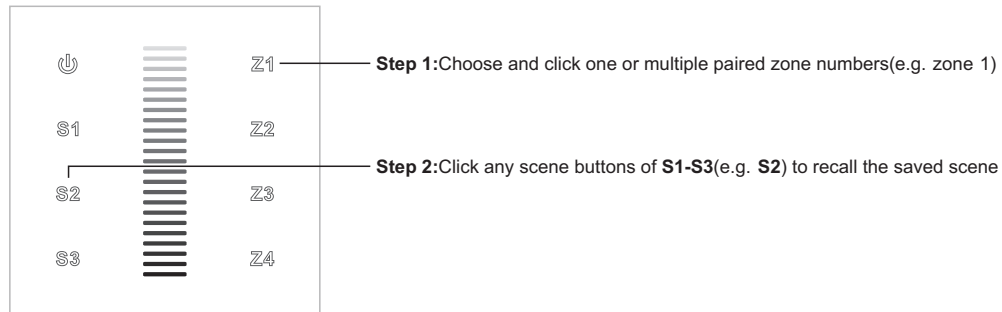 Z1
Step 1:Choose and click one or multiple paired zone numbers(e.g. zone 1)
S1
Z2
Step 2:Click any scene buttons of S1-S3(e.g. S2) to recall the saved scene
S2
Z3
S3
Z4